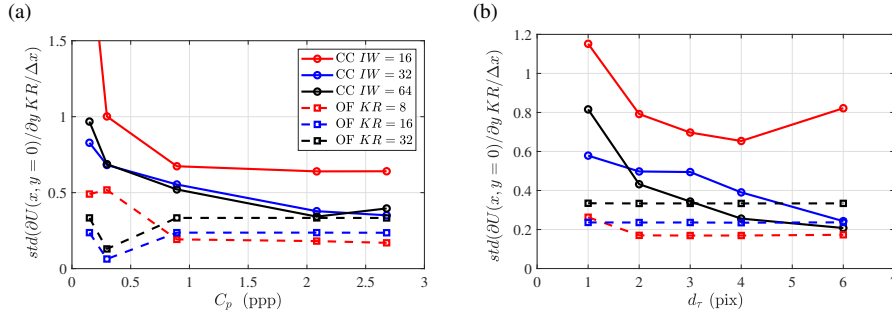 (a)
std(∂U(x, y = 0)/∂y KR/Δx)
1.5
1
0.5
0
CC IW = 16
CC IW = 32
CC IW = 64
OF KR = 8
OF KR = 16
OF KR = 32
0 0.5 1 1.5 2 2.5 3
C_p (ppp)
(b)
std(∂U(x, y = 0)/∂y KR/Δx)
1.2
1
0.8
0.6
0.4
0.2
0
0 1 2 3 4 5 6
d_τ (pix)